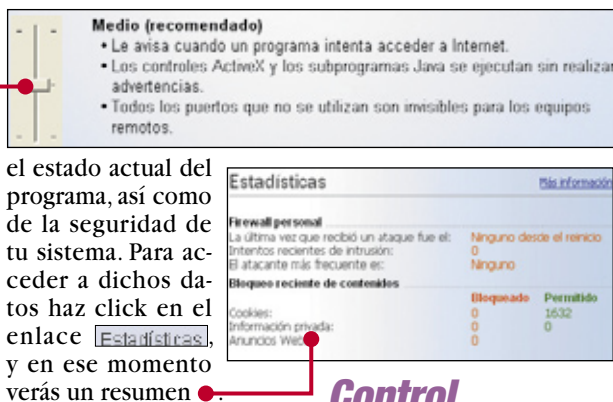 Medio (recomendado)
• Le avisa cuando un programa intenta acceder a Internet.
• Los controles ActiveX y los subprogramas Java se ejecutan sin realizar
advertencias.
• Todos los puertos que no se utilizan son invisibles para los equipos
remotos.
el estado actual del
programa, así como
de la seguridad de
tu sistema. Para ac-
ceder a dichos da-
tos haz click en el
enlace Estadísticas,
y en ese momento
verás un resumen .
Estadísticas Más información
Firewall personal
La última vez que recibió un ataque fue el: Ninguno desde el reinicio
Intentos recientes de intrusión: 0
El atacante más frecuente es: Ninguno
Bloqueo reciente de contenidos
Bloqueado Permitido
Cookies: 0 1632
Información privada: 0 0
Anuncios Web 0
Control